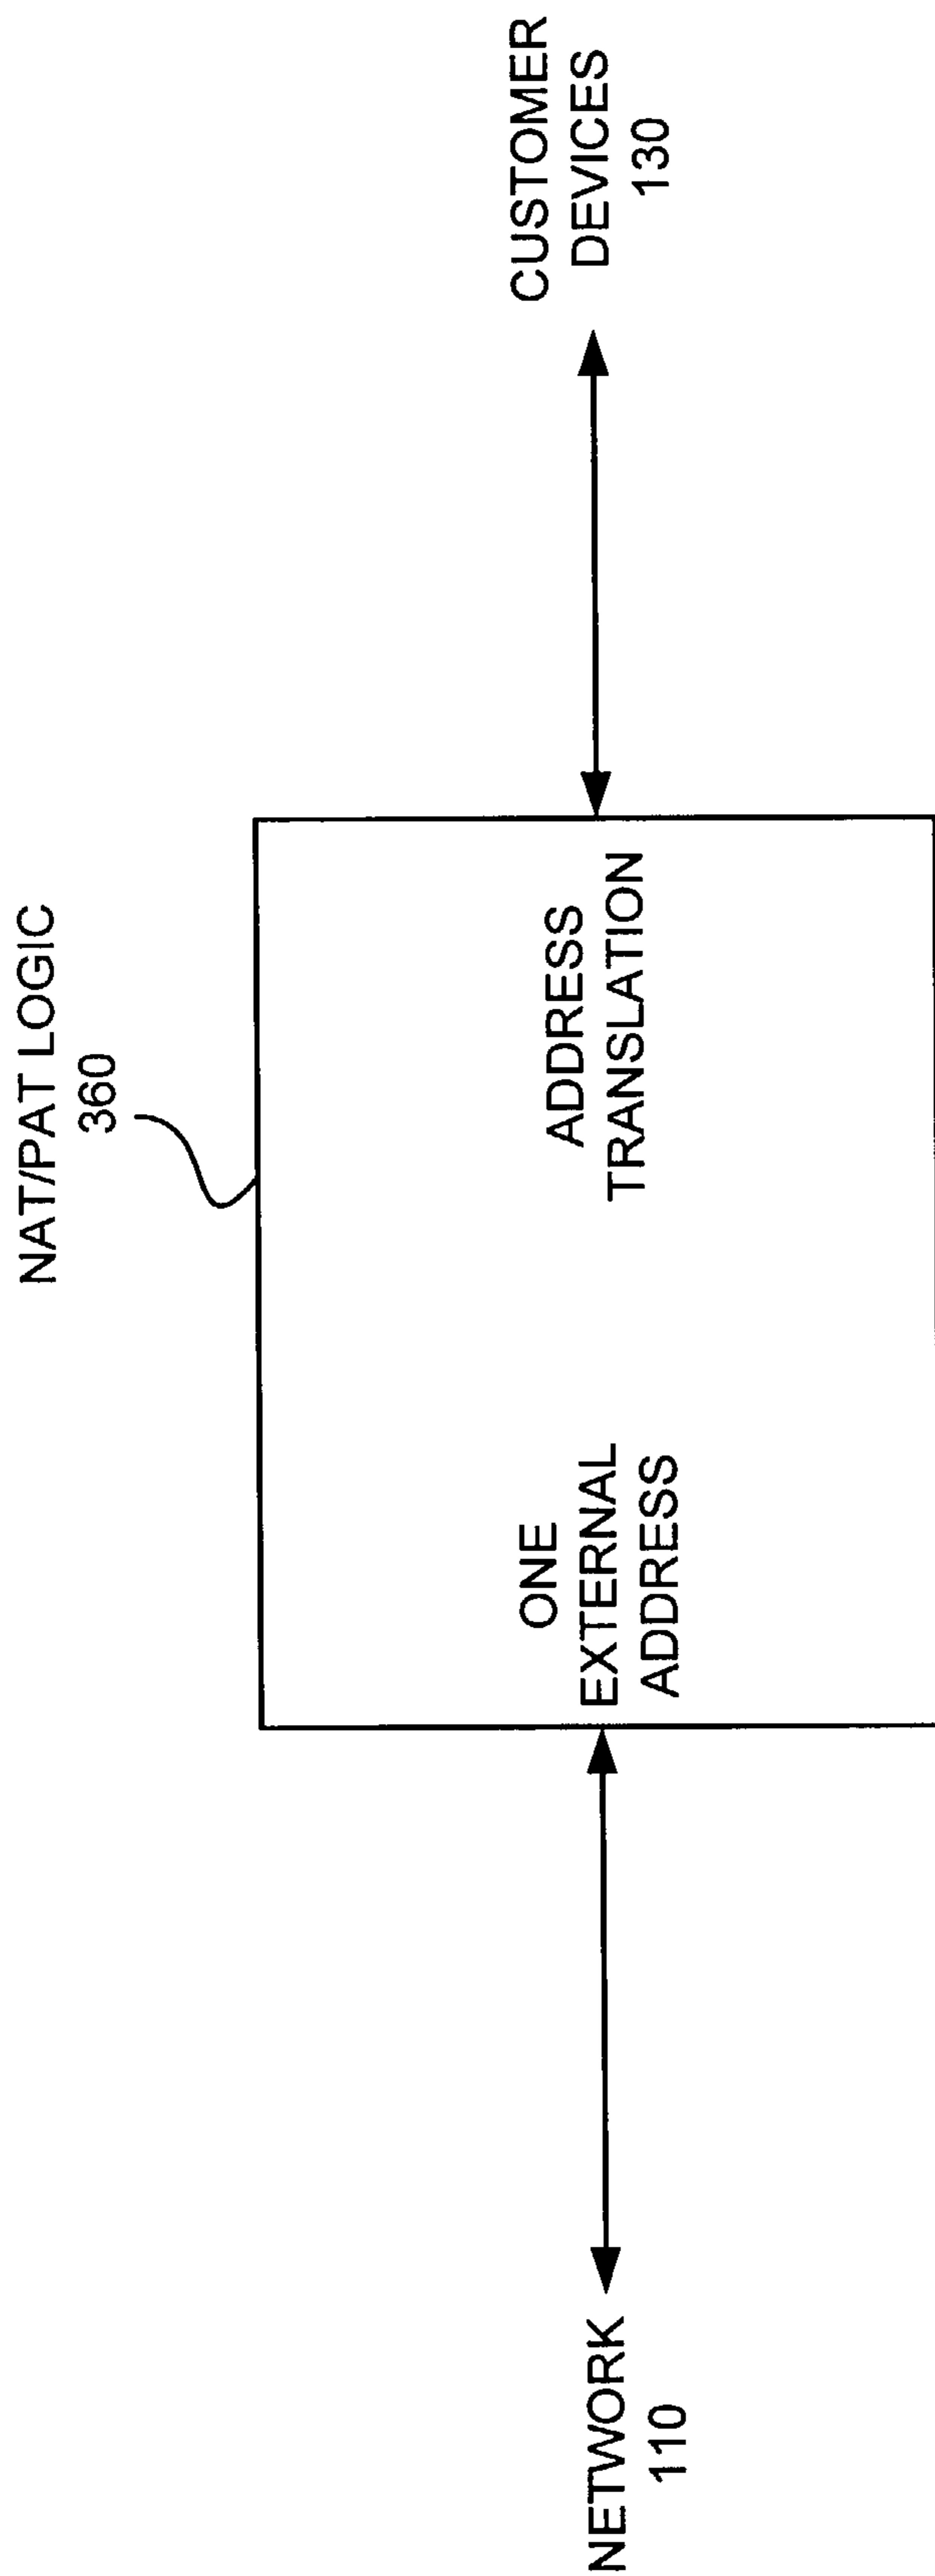 NAT/PAT LOGIC
360
NETWORK
110
ONE
EXTERNAL
ADDRESS
ADDRESS
TRANSLATION
CUSTOMER
DEVICES
130